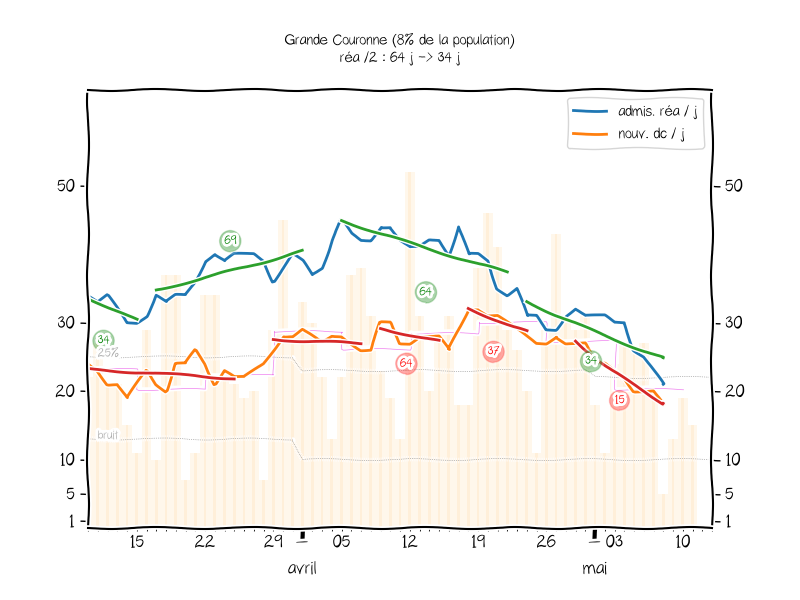 Grande Couronne (8% de la population)
réa /2 : 64 j -> 34 j
admis. réa / j
nouv. dc / j
50 50
69
64
30 30
34
25%
37
64
34
20 20
15
bruit
10 10
5 5
1 1
15 22 29 05 12 19 26 03 10
avril mai